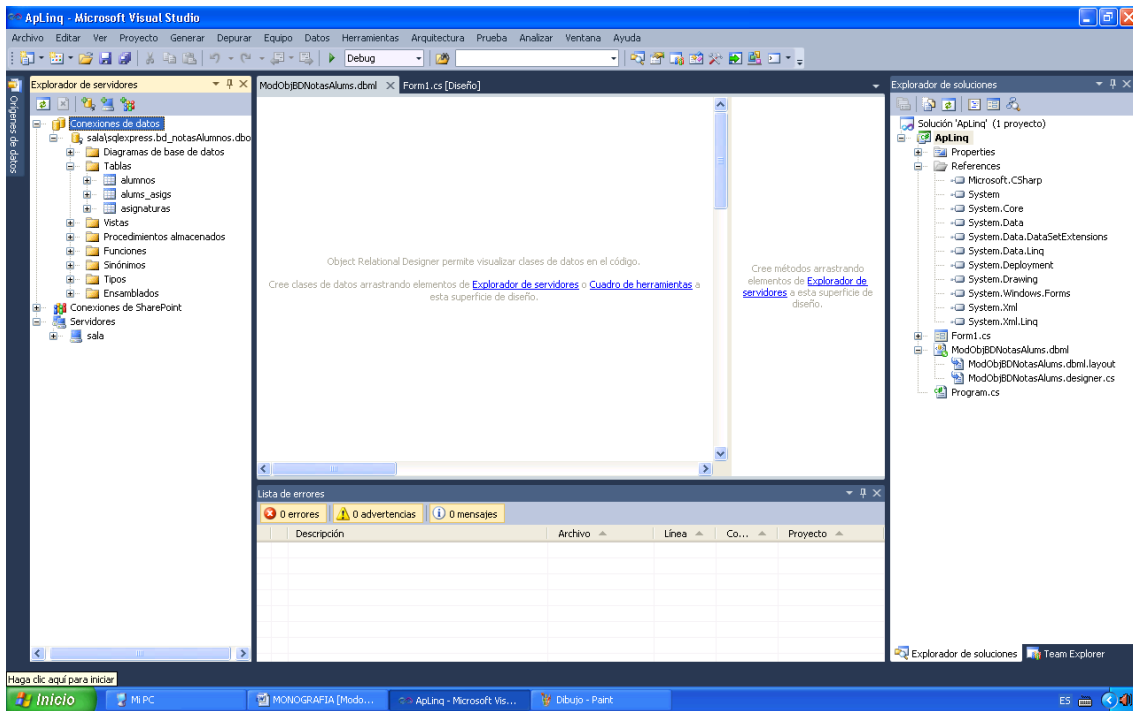 ApLinq - Microsoft Visual Studio
Archivo Editar Ver Proyecto Generar Depurar Equipo Datos Herramientas Arquitectura Prueba Analizar Ventana Ayuda
Debug
Orígenes de datos
Explorador de servidores
Conexiones de datos
sala\sqlexpress.bd_notasAlumnos.dbo
Diagramas de base de datos
Tablas
alumnos
alums_asigs
asignaturas
Vistas
Procedimientos almacenados
Funciones
Sinónimos
Tipos
Ensamblados
Conexiones de SharePoint
Servidores
sala
ModObjBDNotasAlums.dbml Form1.cs [Diseño]
Object Relational Designer permite visualizar clases de datos en el código.
Cree clases de datos arrastrando elementos de Explorador de servidores o Cuadro de herramientas a
esta superficie de diseño.
Cree métodos arrastrando
elementos de Explorador de
servidores a esta superficie de
diseño.
Lista de errores
0 errores 0 advertencias 0 mensajes
Descripción Archivo Línea Co... Proyecto
Explorador de soluciones
Solución 'ApLinq' (1 proyecto)
ApLinq
Properties
References
Microsoft.CSharp
System
System.Core
System.Data
System.Data.DataSetExtensions
System.Data.Linq
System.Deployment
System.Drawing
System.Windows.Forms
System.Xml
System.Xml.Linq
Form1.cs
ModObjBDNotasAlums.dbml
ModObjBDNotasAlums.dbml.layout
ModObjBDNotasAlums.designer.cs
Program.cs
Explorador de soluciones Team Explorer
Haga clic aquí para iniciar
Inicio Mi PC MONOGRAFIA [Modo... ApLinq - Microsoft Vis... Dibujo - Paint ES